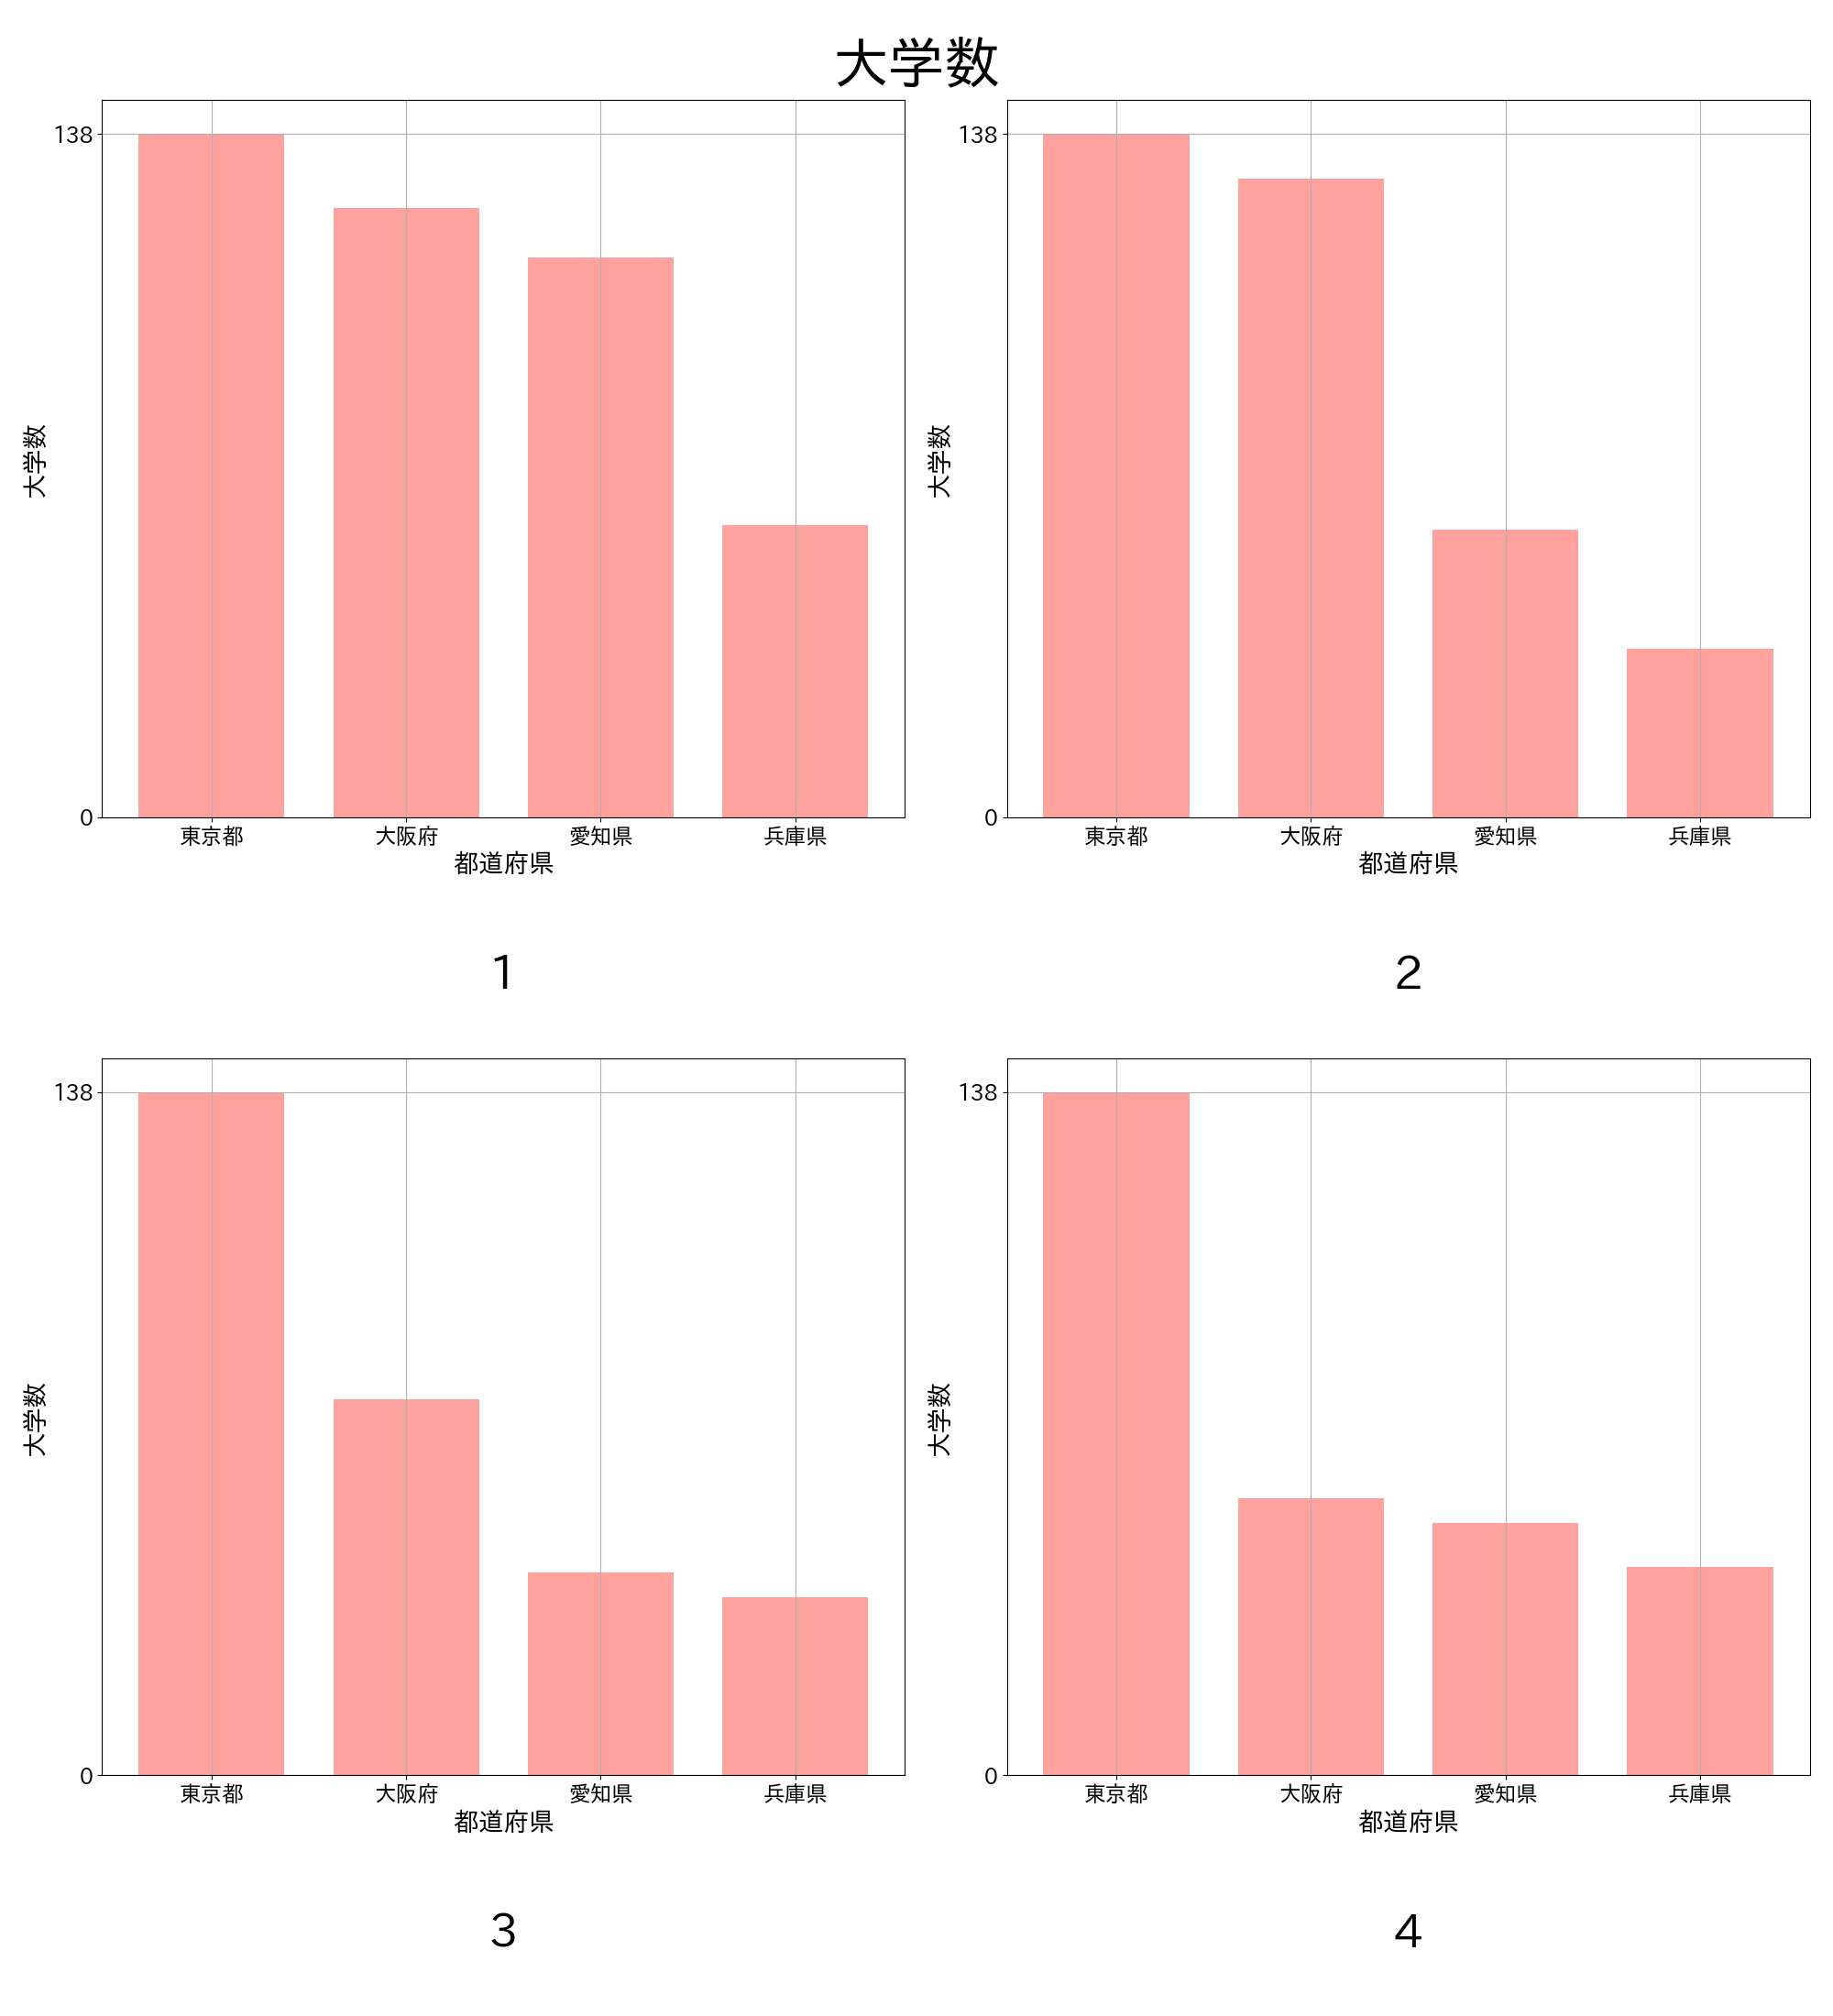 大学数
138
0
大学数
東京都 大阪府 愛知県 兵庫県
都道府県
1
138
0
大学数
東京都 大阪府 愛知県 兵庫県
都道府県
2
138
0
大学数
東京都 大阪府 愛知県 兵庫県
都道府県
3
138
0
大学数
東京都 大阪府 愛知県 兵庫県
都道府県
4